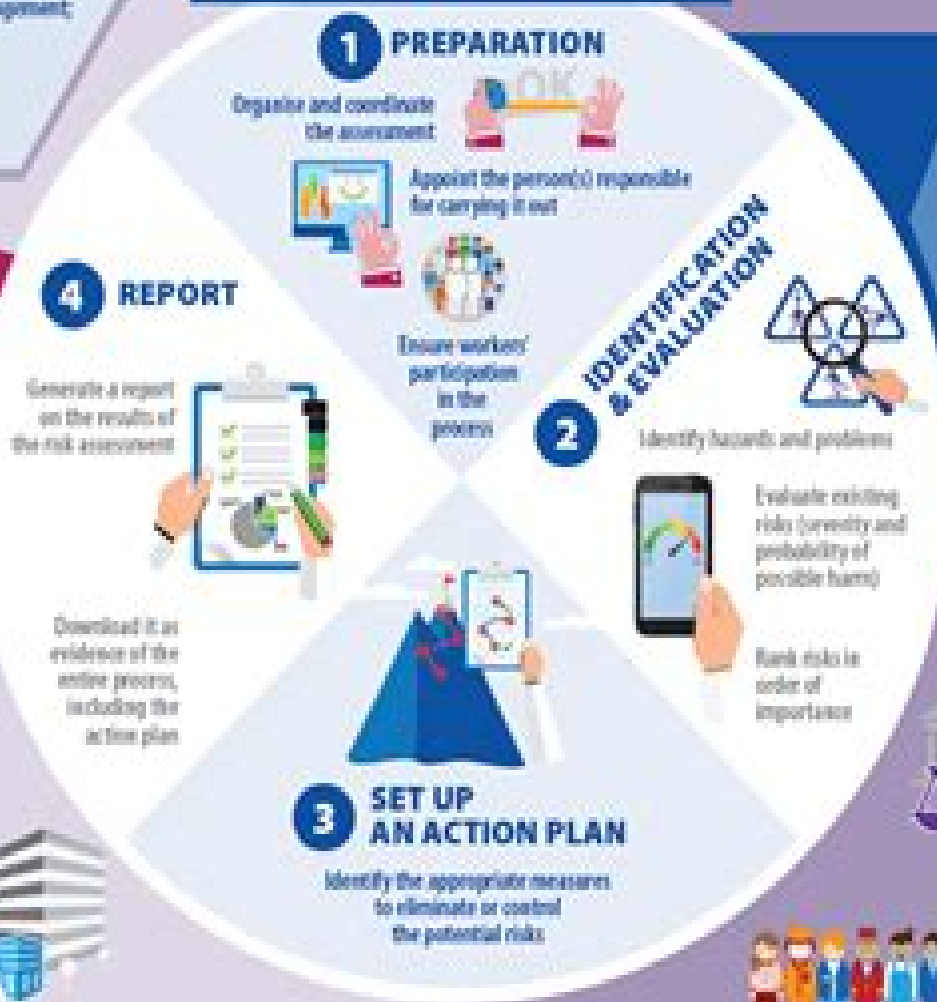 1 PREPARATION
Organise and coordinate
the assessment
OK
Appoint the person(s) responsible
for carrying it out
Ensure workers'
participation
in the
process
2 IDENTIFICATION
& EVALUATION
Identify hazards and problems
Evaluate existing
risks (severity and
probability of
possible harm)
Rank risks in
order of
importance
3 SET UP
AN ACTION PLAN
Identify the appropriate measures
to eliminate or control
the potential risks
4 REPORT
Generate a report
on the results of
the risk assessment
Download it as
evidence of the
entire process,
including the
action plan